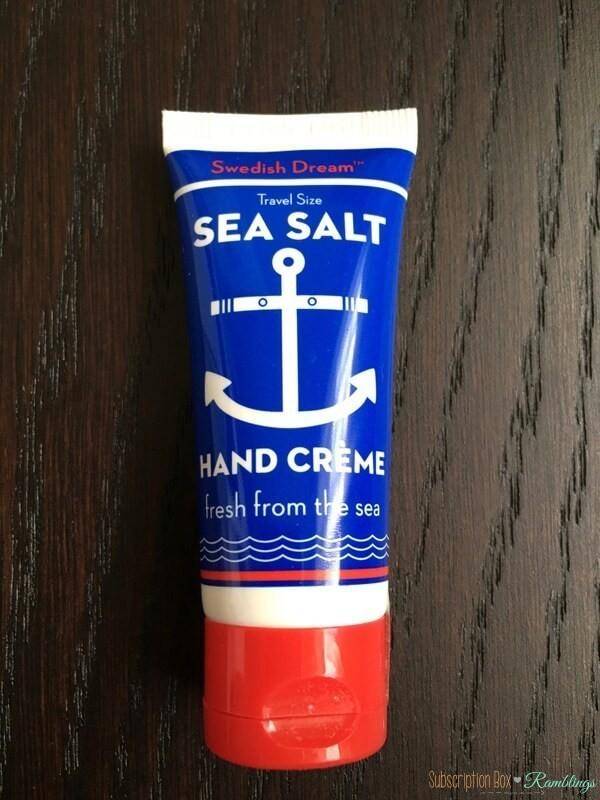 Swedish Dream™
Travel Size
SEA SALT
HAND CRÈME
fresh from the sea
Subscription Box ♥ Ramblings